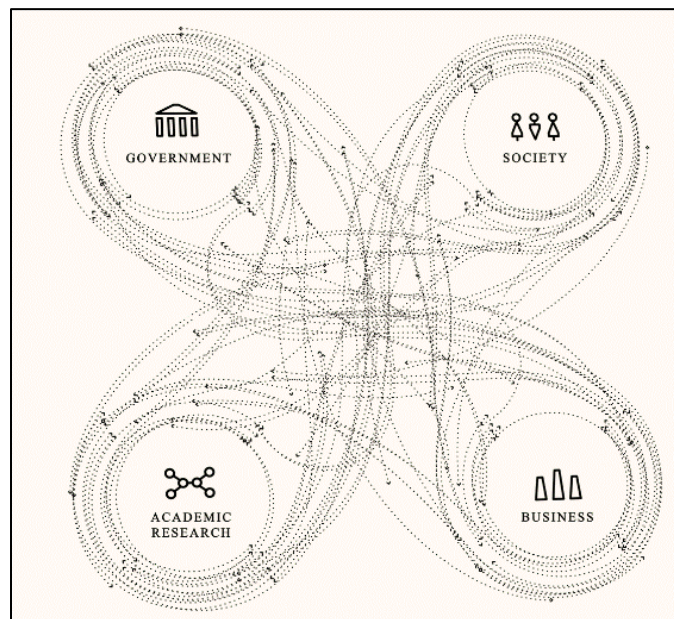 GOVERNMENT
SOCIETY
ACADEMIC
RESEARCH
BUSINESS